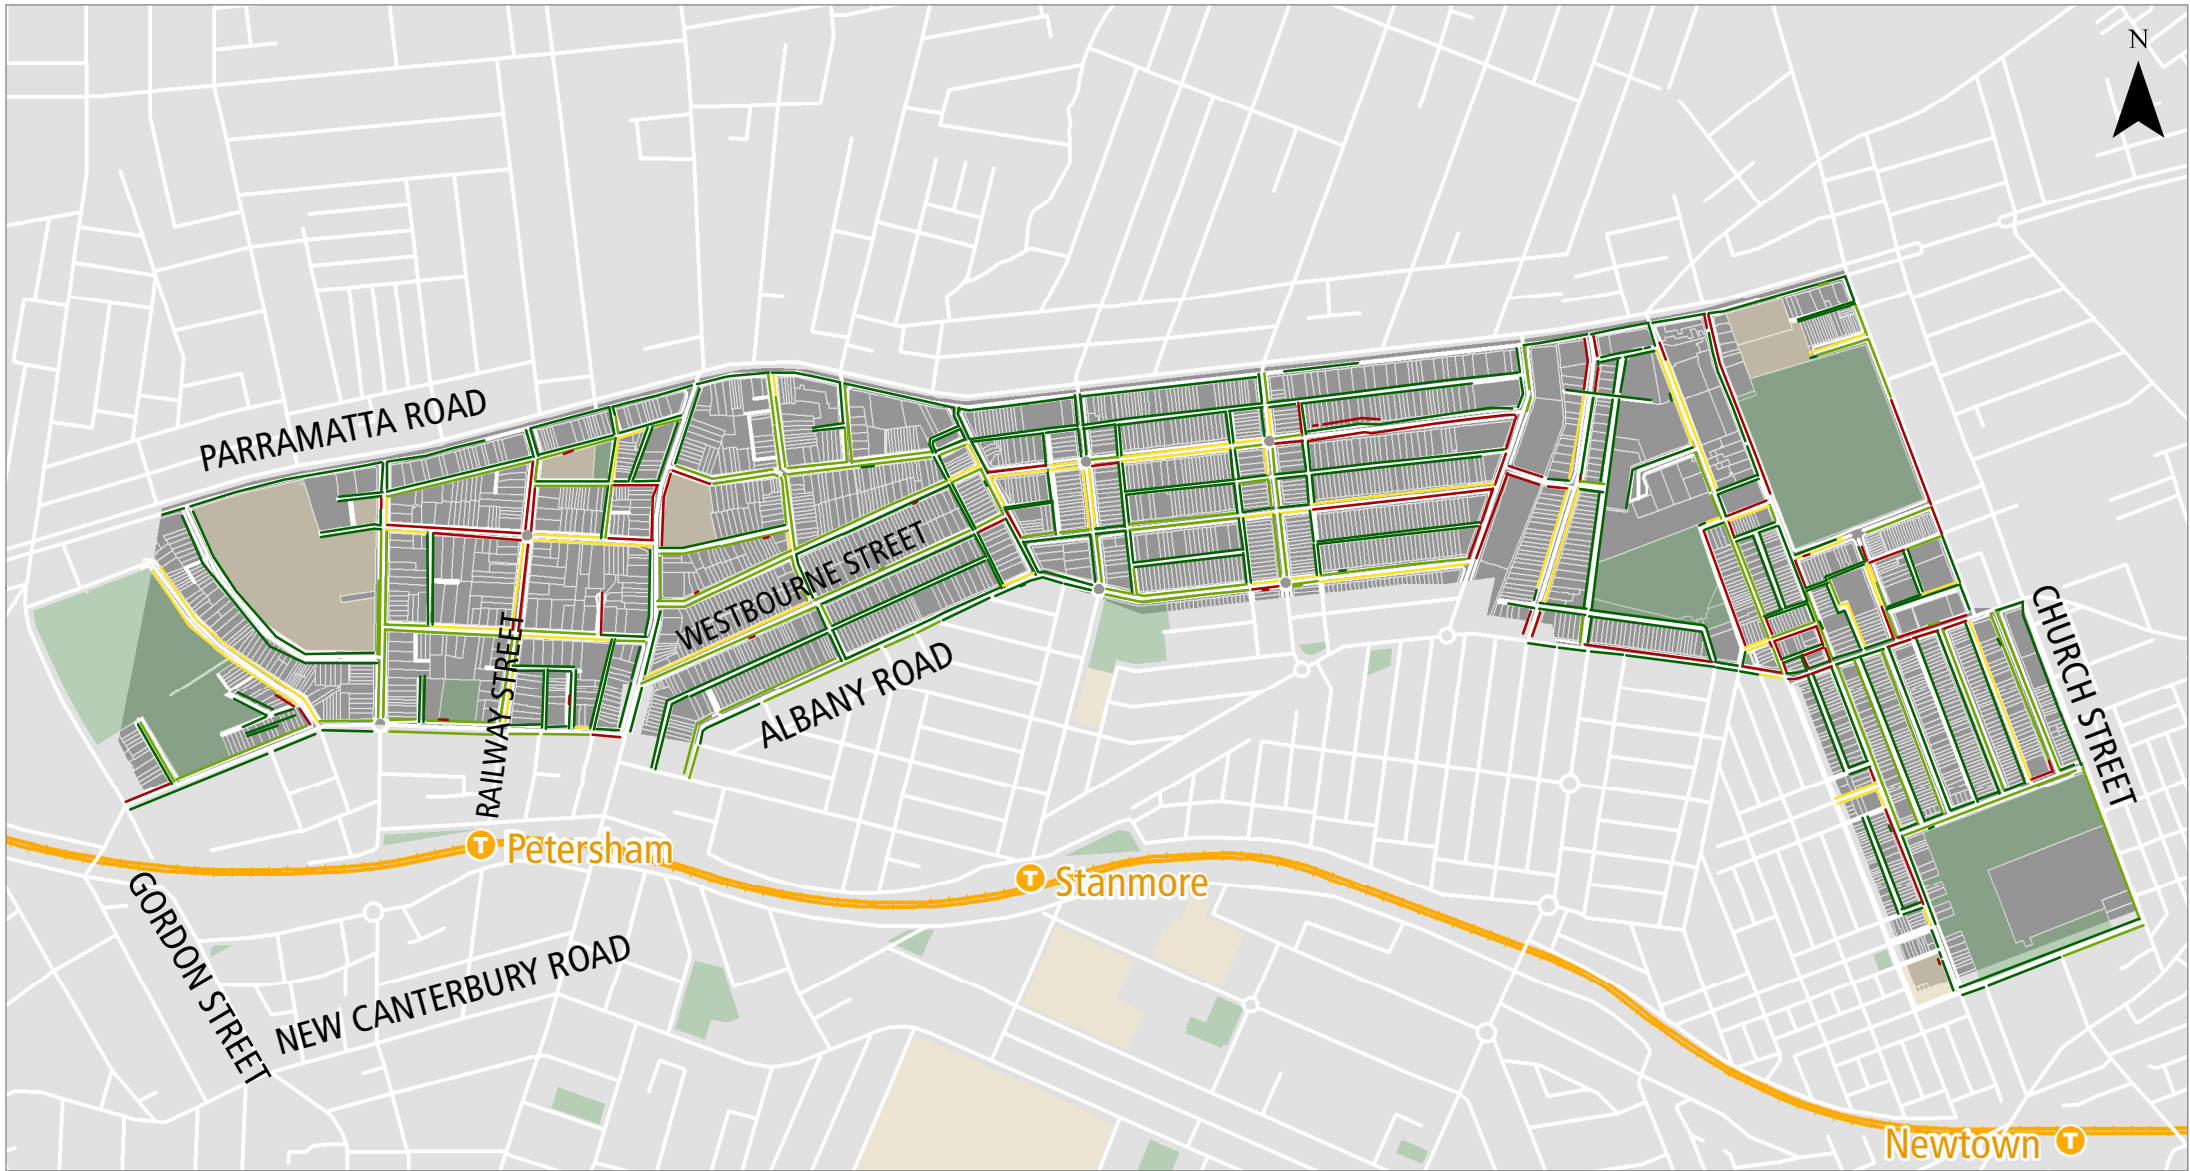 N
PARRAMATTA ROAD
WESTBOURNE STREET
CHURCH STREET
RAILWAY STREET
ALBANY ROAD
T Petersham
T Stanmore
GORDON STREET
NEW CANTERBURY ROAD
Newtown T